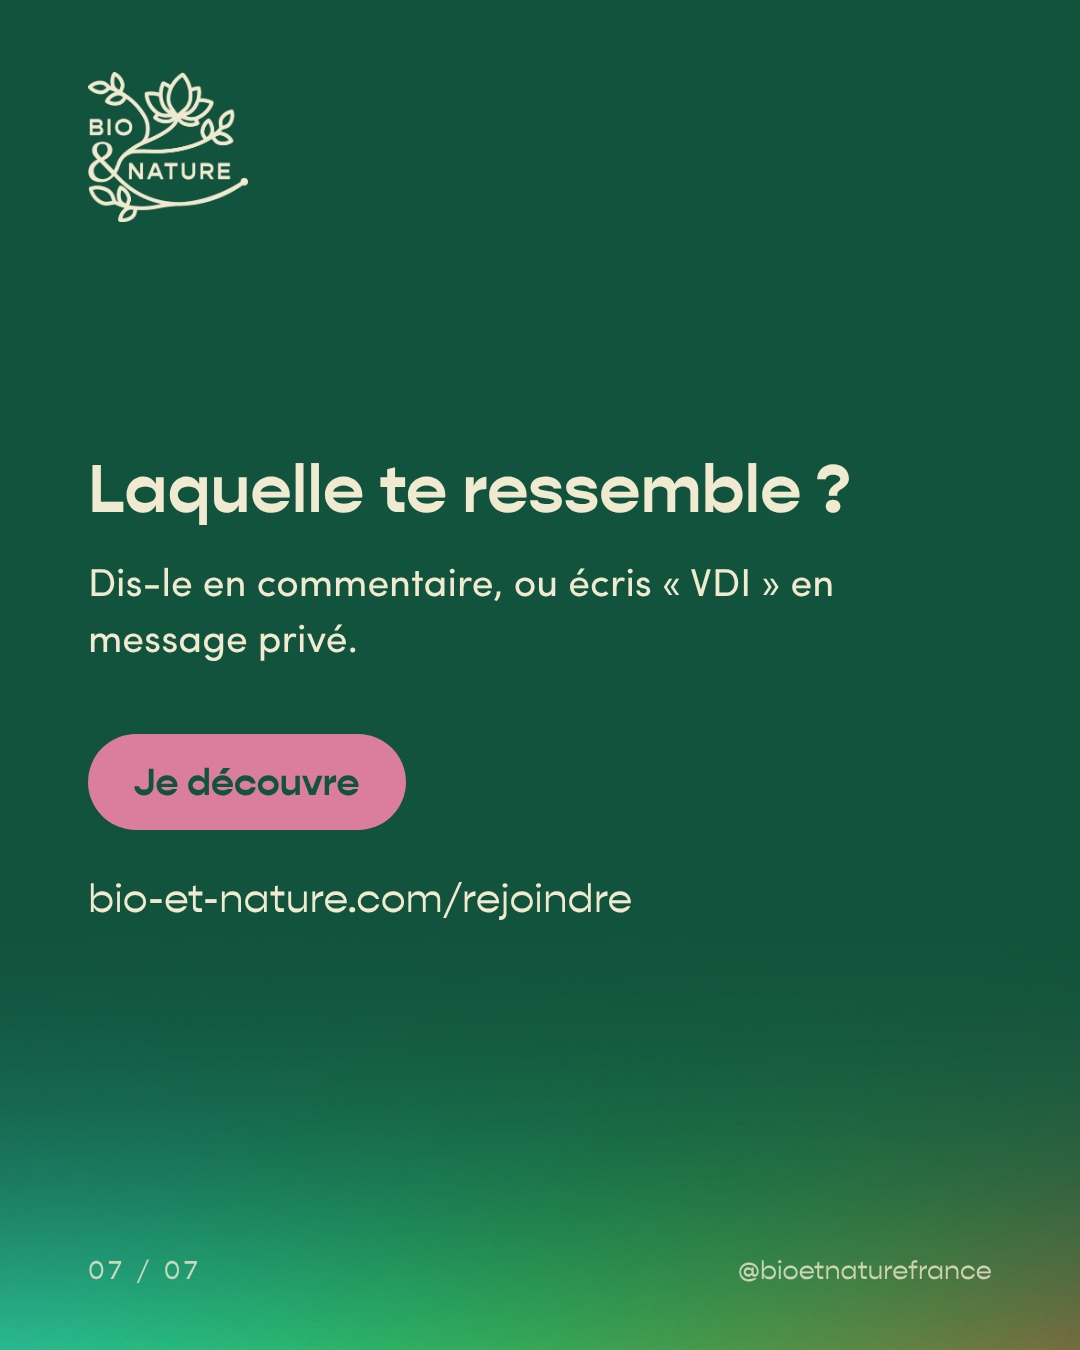 BIO
& NATURE
Laquelle te ressemble ?
Dis-le en commentaire, ou écris « VDI » en
message privé.
Je découvre
bio-et-nature.com/rejoindre
07 / 07
@bioetnaturefrance